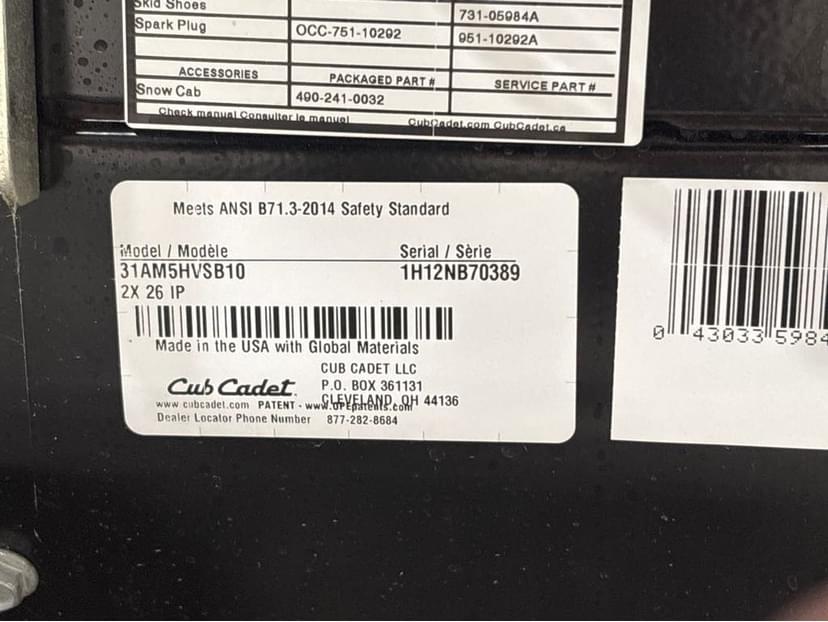 Skid Shoes 731-05984A
Spark Plug OCC-751-10292 951-10292A
ACCESSORIES PACKAGED PART # SERVICE PART #
Snow Cab 490-241-0032
Check manual Consulter le manuel CubCadet.com CubCadet.ca
Meets ANSI B71.3-2014 Safety Standard
Model / Modèle Serial / Sèrie
31AM5HVSB10 1H12NB70389
2X 26 IP
Made in the USA with Global Materials
CUB CADET LLC
Cub Cadet. P.O. BOX 361131
CLEVELAND, OH 44136
www.cubcadet.com PATENT - www.OPEpatents.com
Dealer Locator Phone Number 877-282-8684
0 43033 5984